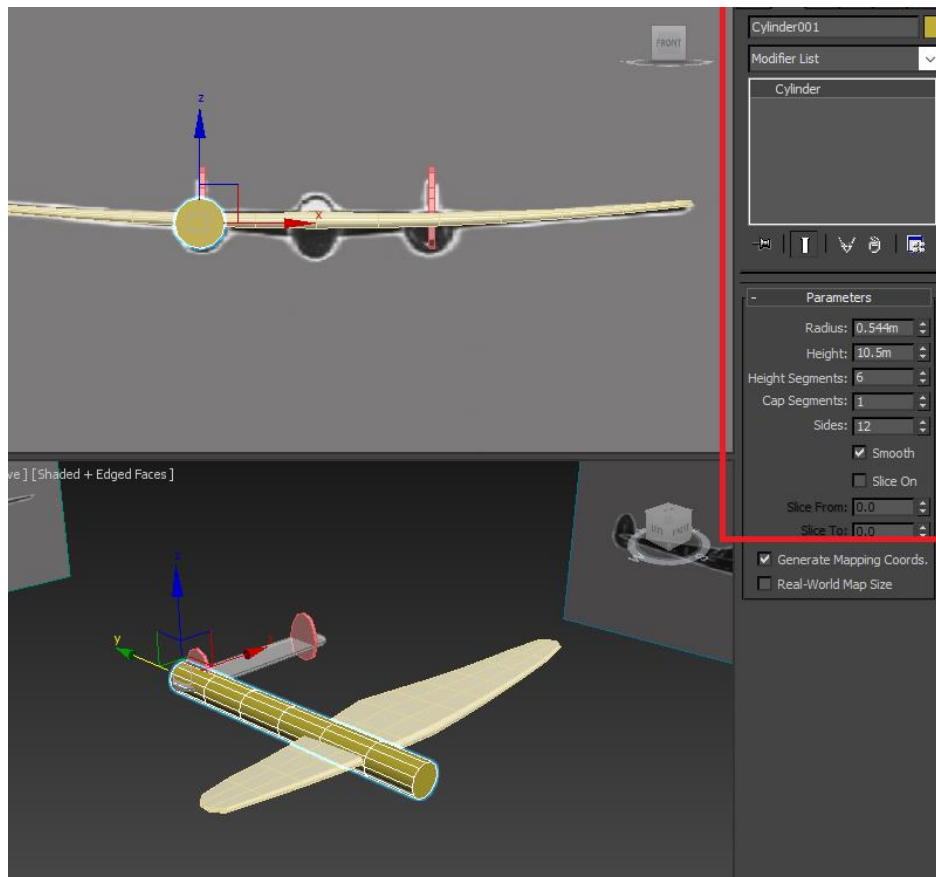 Cylinder001
FRONT
Modifier List
Cylinder
z
x
- Parameters
Radius: 0.544m
Height: 10.5m
Height Segments: 6
Cap Segments: 1
Sides: 12
Smooth
Slice On
Slice From: 0.0
Slice To: 0.0
Generate Mapping Coords.
Real-World Map Size
ve ] [Shaded + Edged Faces ]
z
y